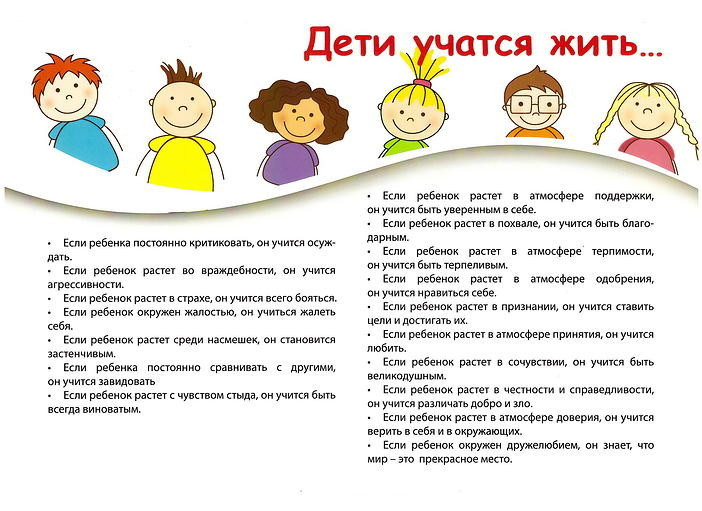 Дети учатся жить...
• Если ребенка постоянно критиковать, он учится осуж-
дать.
• Если ребенок растет во враждебности, он учится
агрессивности.
• Если ребенок растет в страхе, он учится всего бояться.
• Если ребенок окружен жалостью, он учиться жалеть
себя.
• Если ребенок растет среди насмешек, он становится
застенчивым.
• Если ребенка постоянно сравнивать с другими,
он учится завидовать
• Если ребенок растет с чувством стыда, он учится быть
всегда виноватым.
• Если ребенок растет в атмосфере поддержки,
он учится быть уверенным в себе.
• Если ребенок растет в похвале, он учится быть благо-
дарным.
• Если ребенок растет в атмосфере терпимости,
он учится быть терпеливым.
• Если ребенок растет в атмосфере одобрения,
он учится нравиться себе.
• Если ребенок растет в признании, он учится ставить
цели и достигать их.
• Если ребенок растет в атмосфере принятия, он учится
любить.
• Если ребенок растет в сочувствии, он учится быть
великодушным.
• Если ребенок растет в честности и справедливости,
он учится различать добро и зло.
• Если ребенок растет в атмосфере доверия, он учится
верить в себя и в окружающих.
• Если ребенок окружен дружелюбием, он знает, что
мир – это прекрасное место.